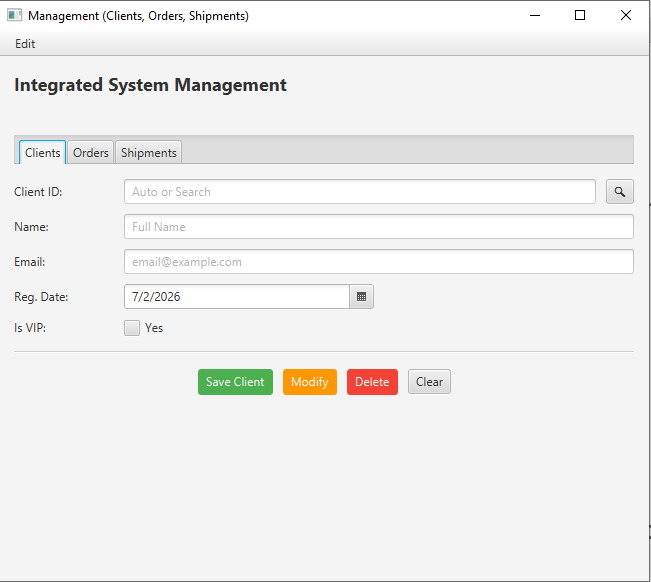 Management (Clients, Orders, Shipments)
Edit
Integrated System Management
Clients Orders Shipments
Client ID: Auto or Search
Name: Full Name
Email: email@example.com
Reg. Date: 7/2/2026
Is VIP: Yes
Save Client Modify Delete Clear